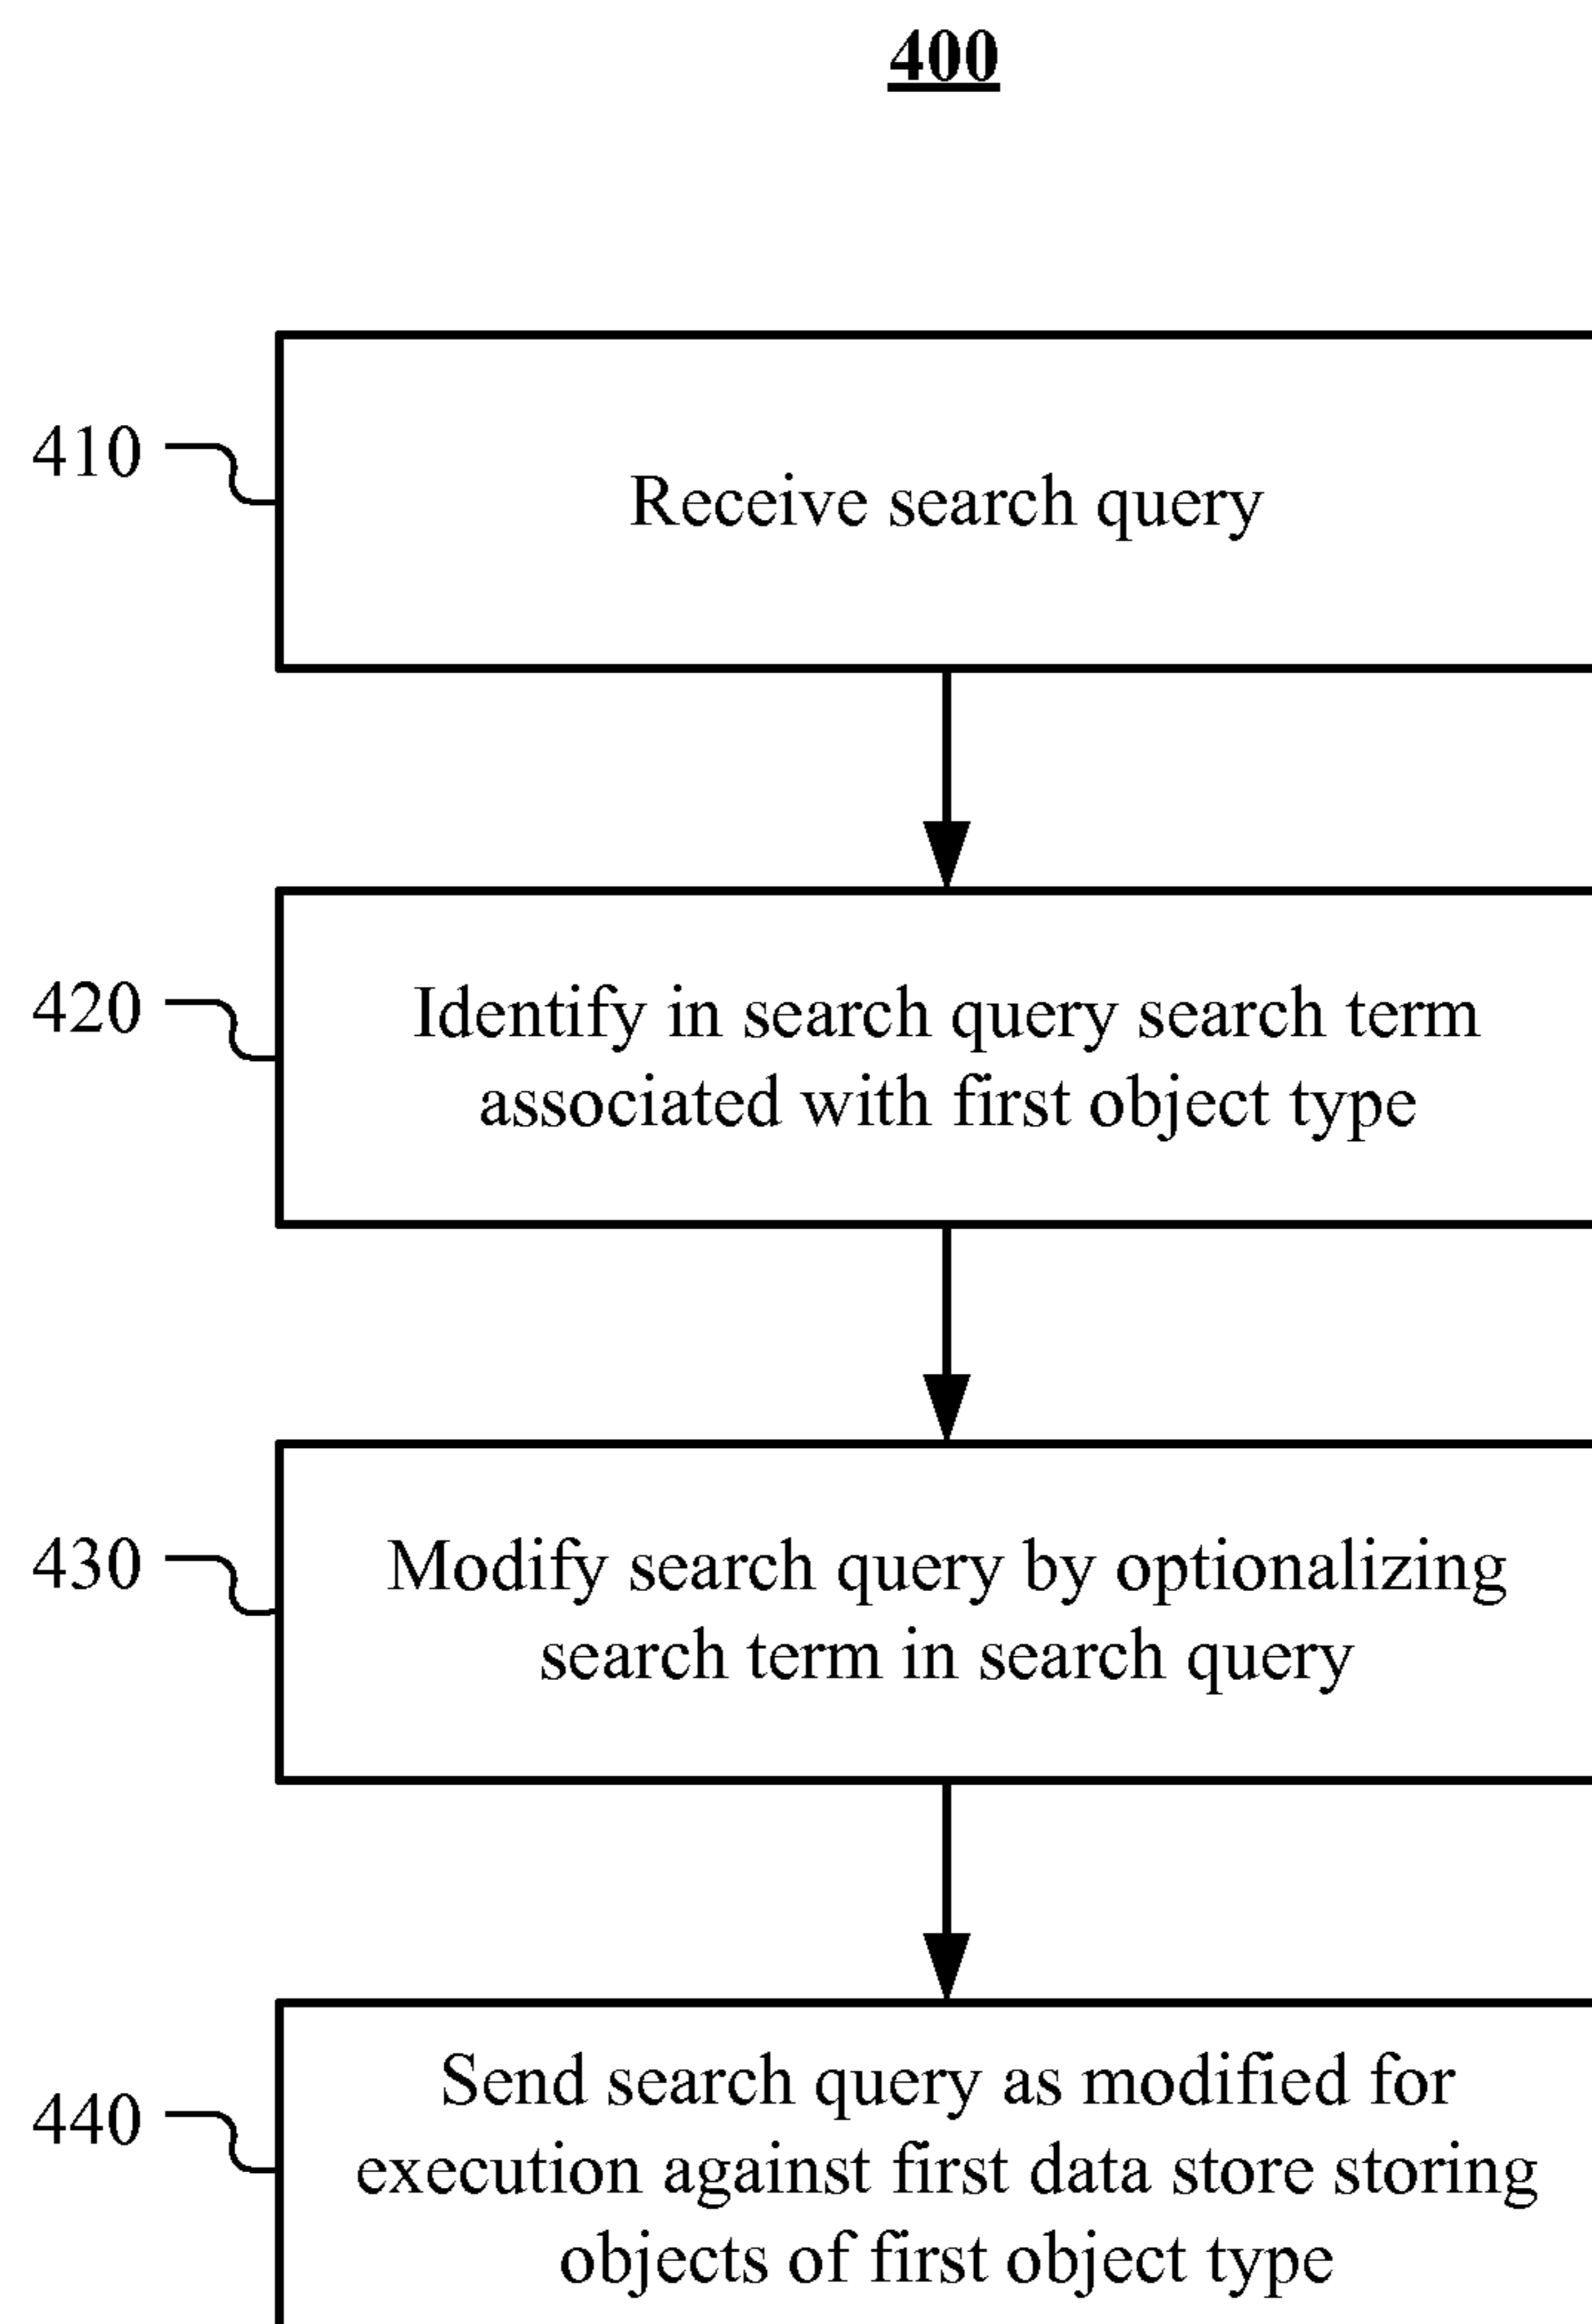 400
410
Receive search query
420
Identify in search query search term
associated with first object type
430
Modify search query by optionalizing
search term in search query
440
Send search query as modified for
execution against first data store storing
objects of first object type